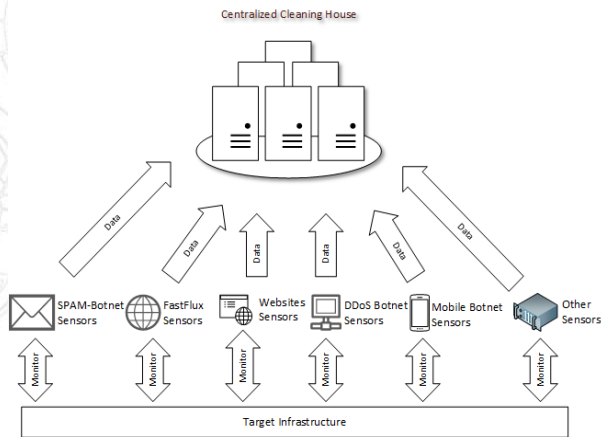 Centralized Cleaning House
Data
Data
Data
Data
Data
Data
SPAM-Botnet
Sensors
FastFlux
Sensors
Websites
Sensors
DDoS Botnet
Sensors
Mobile Botnet
Sensors
Other
Sensors
Monitor
Monitor
Monitor
Monitor
Monitor
Monitor
Target Infrastructure